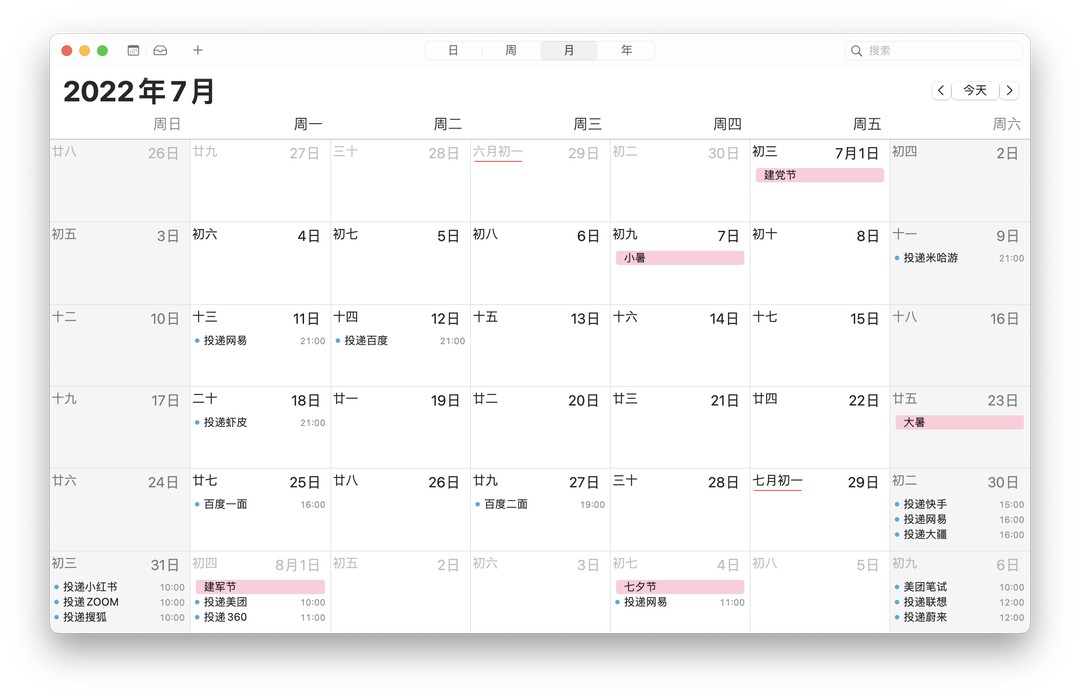 日 周 月 年 搜索
2022年7月 今天
周日 周一 周二 周三 周四 周五 周六
廿八 26日 廿九 27日 三十 28日 六月初一 29日 初二 30日 初三 7月1日 初四 2日
建党节
初五 3日 初六 4日 初七 5日 初八 6日 初九 7日 初十 8日 十一 9日
小暑 投递米哈游 21:00
十二 10日 十三 11日 十四 12日 十五 13日 十六 14日 十七 15日 十八 16日
投递网易 21:00 投递百度 21:00
十九 17日 二十 18日 廿一 19日 廿二 20日 廿三 21日 廿四 22日 廿五 23日
投递虾皮 21:00 大暑
廿六 24日 廿七 25日 廿八 26日 廿九 27日 三十 28日 七月初一 29日 初二 30日
百度一面 16:00 百度二面 19:00 投递快手 15:00
投递网易 16:00
投递大疆 16:00
初三 31日 初四 8月1日 初五 2日 初六 3日 初七 4日 初八 5日 初九 6日
投递小红书 10:00 建军节 七夕节 美团笔试 10:00
投递ZOOM 10:00 投递美团 10:00 投递网易 11:00 投递联想 12:00
投递搜狐 10:00 投递360 11:00 投递蔚来 12:00